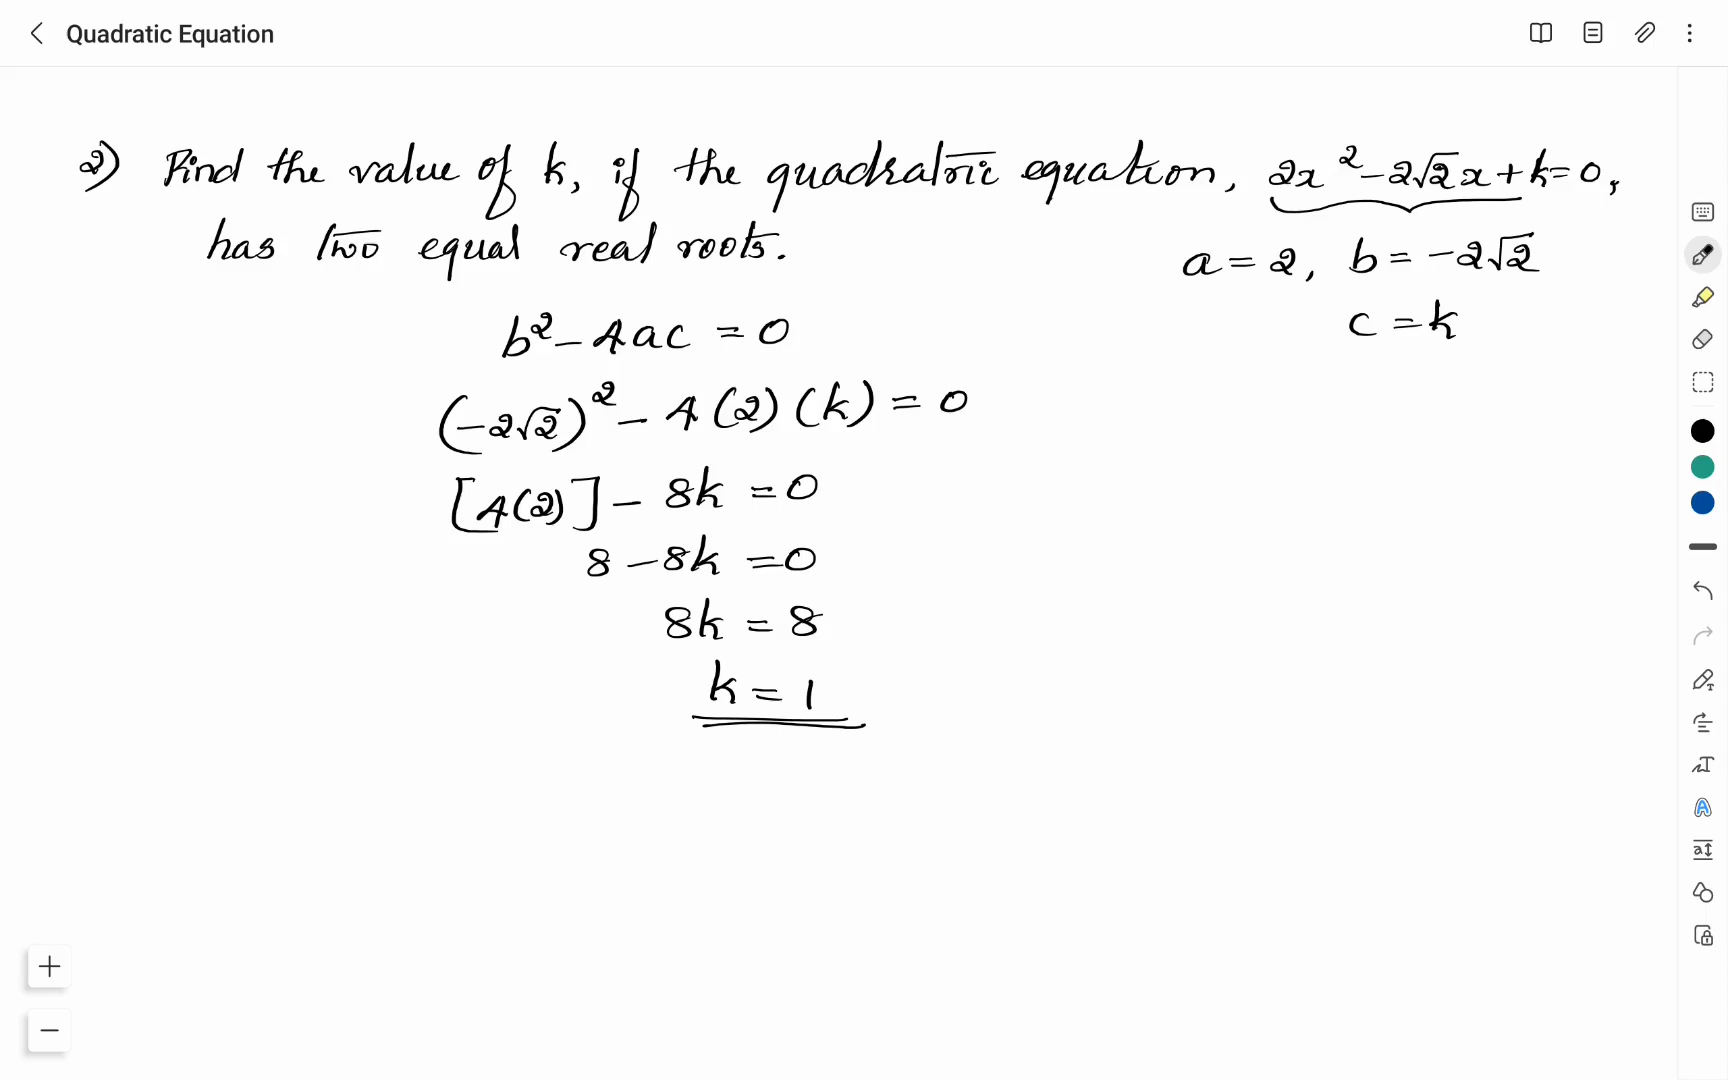 Quadratic Equation
2) Find the value of k, if the quadratic equation, 2x² - 2√2x + k = 0,
has two equal real roots.
a = 2, b = -2√2
c = k
b² - 4ac = 0
(-2√2)² - 4(2)(k) = 0
[4(2)] - 8k = 0
8 - 8k = 0
8k = 8
k = 1